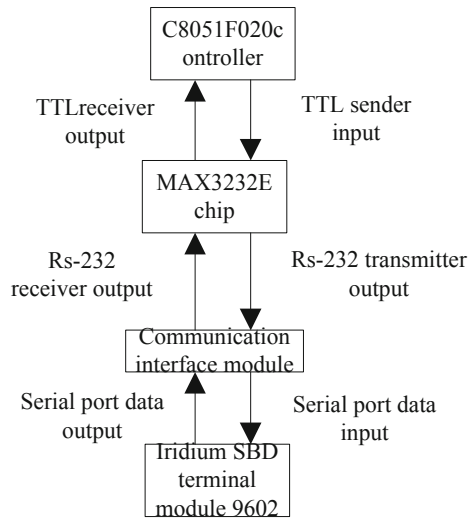 C8051F020c
ontroller
TTLreceiver
output
TTL sender
input
MAX3232E
chip
Rs-232
receiver output
Rs-232 transmitter
output
Communication
interface module
Serial port data
output
Serial port data
input
Iridium SBD
terminal
module 9602